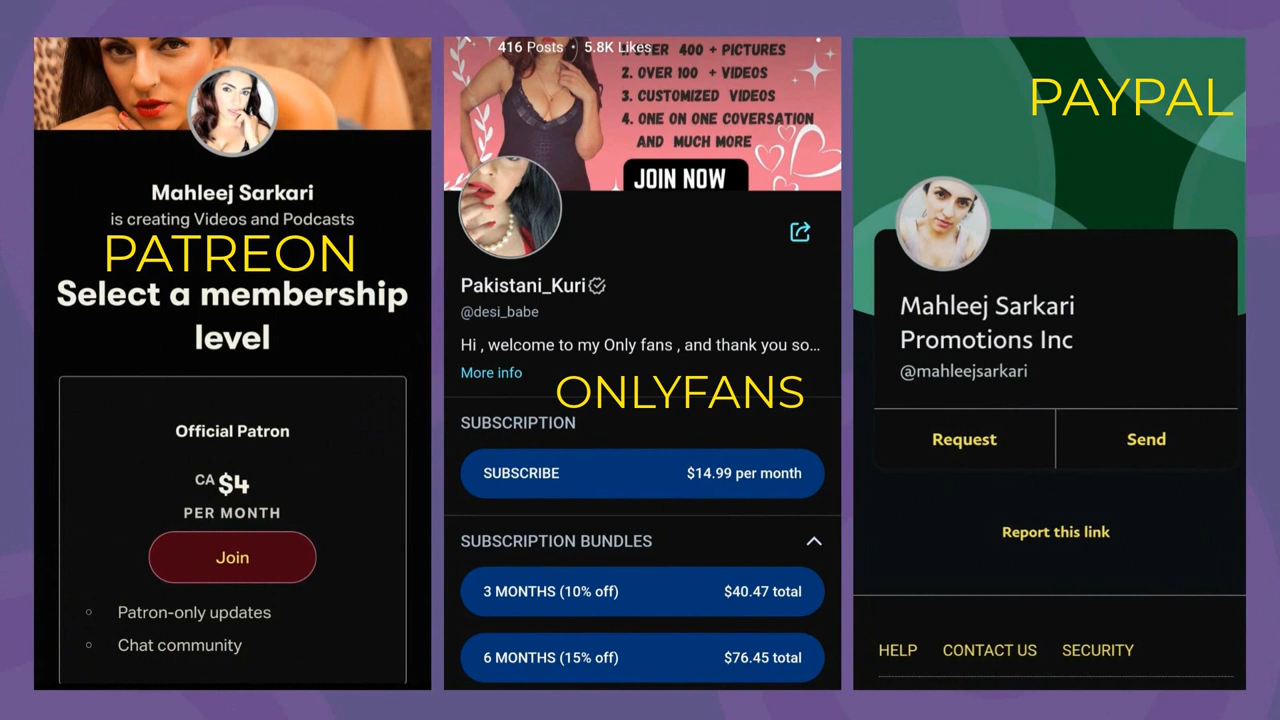 Mahleej Sarkari
is creating Videos and Podcasts
PATREON
Select a membership
level
Official Patron
CA $4
PER MONTH
Join
Patron-only updates
Chat community
416 Posts • 5.8K Likes
1. OVER 400 + PICTURES
2. OVER 100 + VIDEOS
3. CUSTOMIZED VIDEOS
4. ONE ON ONE COVERSATION
AND MUCH MORE
JOIN NOW
Pakistani_Kuri
@desi_babe
Hi , welcome to my Only fans , and thank you so...
More info
ONLYFANS
SUBSCRIPTION
SUBSCRIBE $14.99 per month
SUBSCRIPTION BUNDLES
3 MONTHS (10% off) $40.47 total
6 MONTHS (15% off) $76.45 total
PAYPAL
Mahleej Sarkari
Promotions Inc
@mahleejsarkari
Request Send
Report this link
HELP CONTACT US SECURITY